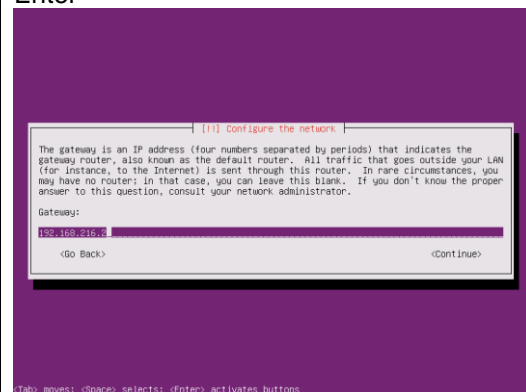 Enter
[!!] Configure the network
The gateway is an IP address (four numbers separated by periods) that indicates the
gateway router, also known as the default router. All traffic that goes outside your LAN
(for instance, to the Internet) is sent through this router. In rare circumstances, you
may have no router; in that case, you can leave this blank. If you don't know the proper
answer to this question, consult your network administrator.
Gateway:
192.168.216.2
<Go Back> <Continue>
<Tab> moves; <Space> selects; <Enter> activates buttons